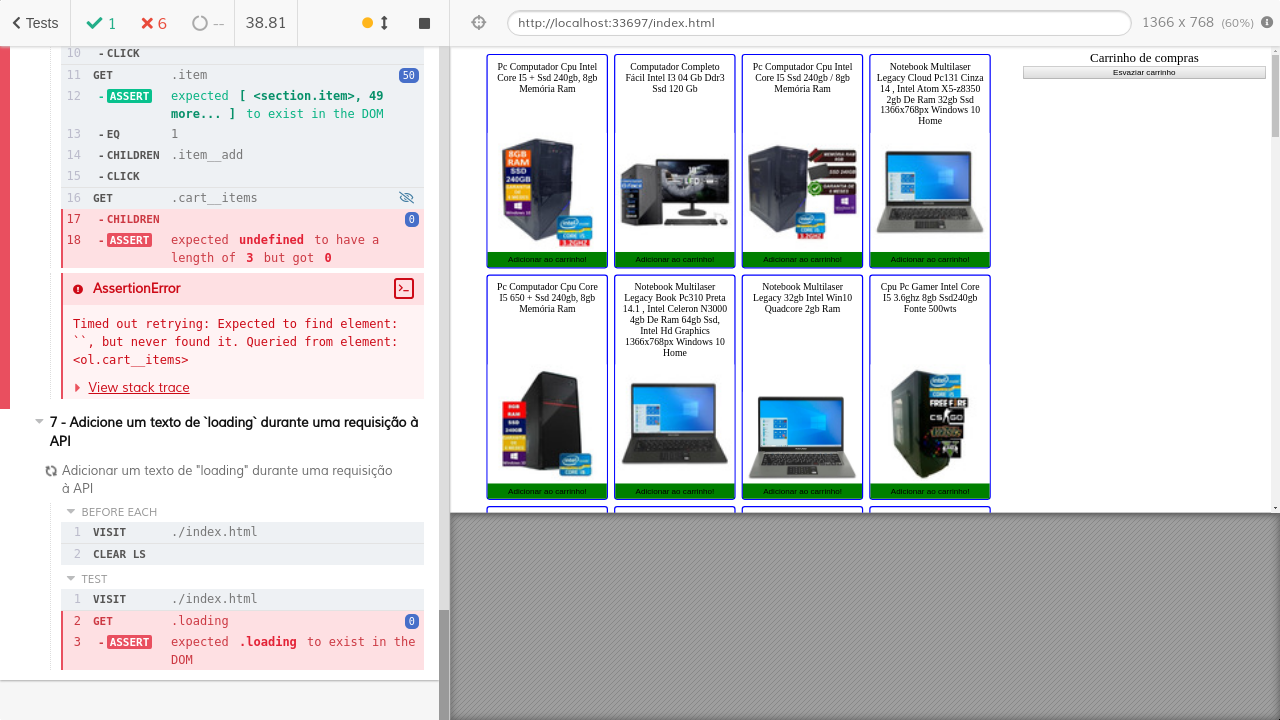 Tests
1
6
--
38.81
http://localhost:33697/index.html
1366 x 768 (60%)
10 -CLICK
11 GET .item 50
12 -ASSERT expected [ <section.item>, 49
more... ] to exist in the DOM
13 -EQ 1
14 -CHILDREN .item__add
15 -CLICK
16 GET .cart__items
17 -CHILDREN 0
18 -ASSERT expected undefined to have a
length of 3 but got 0
AssertionError
Timed out retrying: Expected to find element:
``, but never found it. Queried from element:
<ol.cart__items>
View stack trace
7 - Adicione um texto de `loading` durante uma requisição à
API
Adicionar um texto de "loading" durante uma requisição
à API
BEFORE EACH
1 VISIT ./index.html
2 CLEAR LS
TEST
1 VISIT ./index.html
2 GET .loading 0
3 -ASSERT expected .loading to exist in the
DOM
Pc Computador Cpu Intel
Core I5 + Ssd 240gb, 8gb
Memória Ram
8GB
RAM
SSD
240GB
Adicionar ao carrinho!
Computador Completo
Fácil Intel I3 04 Gb Ddr3
Ssd 120 Gb
Adicionar ao carrinho!
Pc Computador Cpu Intel
Core I5 Ssd 240gb / 8gb
Memória Ram
Adicionar ao carrinho!
Notebook Multilaser
Legacy Cloud Pc131 Cinza
14 , Intel Atom X5-z8350
2gb De Ram 32gb Ssd
1366x768px Windows 10
Home
Adicionar ao carrinho!
Carrinho de compras
Esvaziar carrinho
Pc Computador Cpu Core
I5 650 + Ssd 240gb, 8gb
Memória Ram
Adicionar ao carrinho!
Notebook Multilaser
Legacy Book Pc310 Preta
14.1 , Intel Celeron N3000
4gb De Ram 64gb Ssd,
Intel Hd Graphics
1366x768px Windows 10
Home
Adicionar ao carrinho!
Notebook Multilaser
Legacy 32gb Intel Win10
Quadcore 2gb Ram
Adicionar ao carrinho!
Cpu Pc Gamer Intel Core
I5 3.6ghz 8gb Ssd240gb
Fonte 500wts
FREE FIRE
CS:GO
Adicionar ao carrinho!